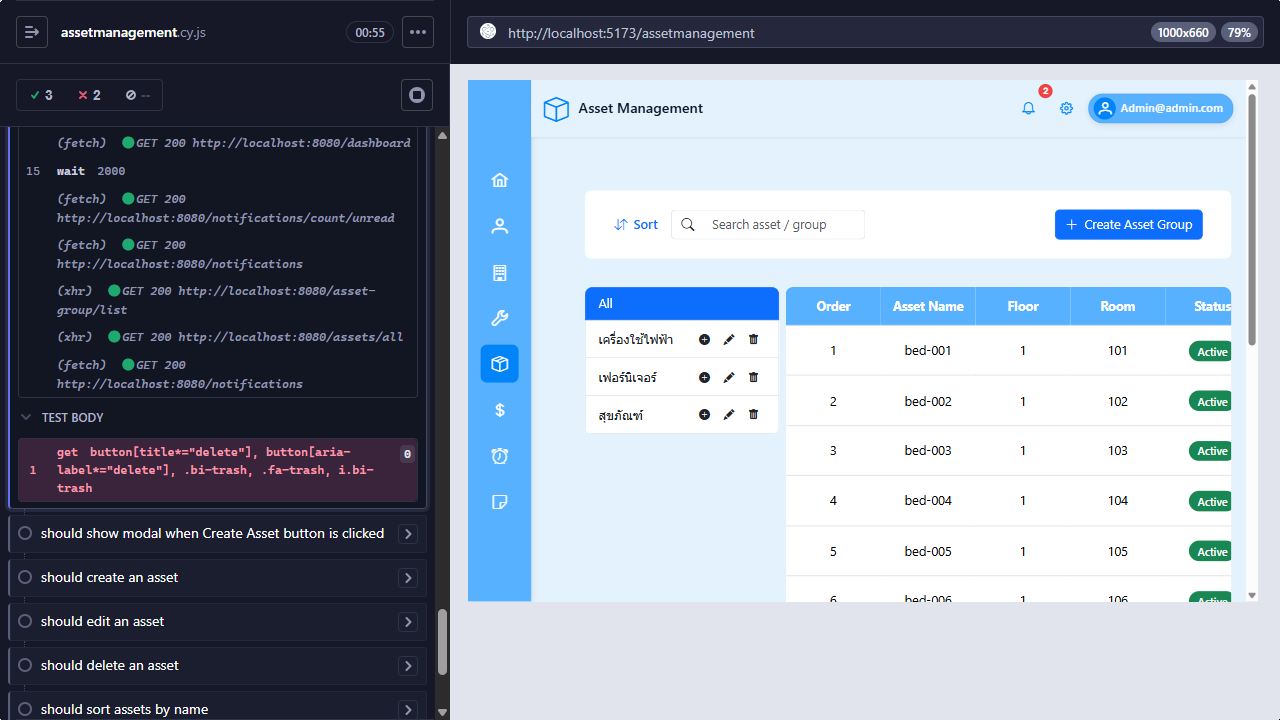 assetmanagement.cy.js
00:55
3
2
--
(fetch) GET 200 http://localhost:8080/dashboard
15 wait 2000
(fetch) GET 200
http://localhost:8080/notifications/count/unread
(fetch) GET 200
http://localhost:8080/notifications
(xhr) GET 200 http://localhost:8080/asset-
group/list
(xhr) GET 200 http://localhost:8080/assets/all
(fetch) GET 200
http://localhost:8080/notifications
TEST BODY
get button[title*="delete"], button[aria-
1 label*="delete"], .bi-trash, .fa-trash, i.bi-
trash
0
should show modal when Create Asset button is clicked
should create an asset
should edit an asset
should delete an asset
should sort assets by name
http://localhost:5173/assetmanagement
1000x660
79%
Asset Management
2
Admin@admin.com
Sort
Search asset / group
+ Create Asset Group
All
เครื่องใช้ไฟฟ้า
เฟอร์นิเจอร์
สุขภัณฑ์
Order Asset Name Floor Room Status
1 bed-001 1 101 Active
2 bed-002 1 102 Active
3 bed-003 1 103 Active
4 bed-004 1 104 Active
5 bed-005 1 105 Active
6 bed-006 1 106 Active